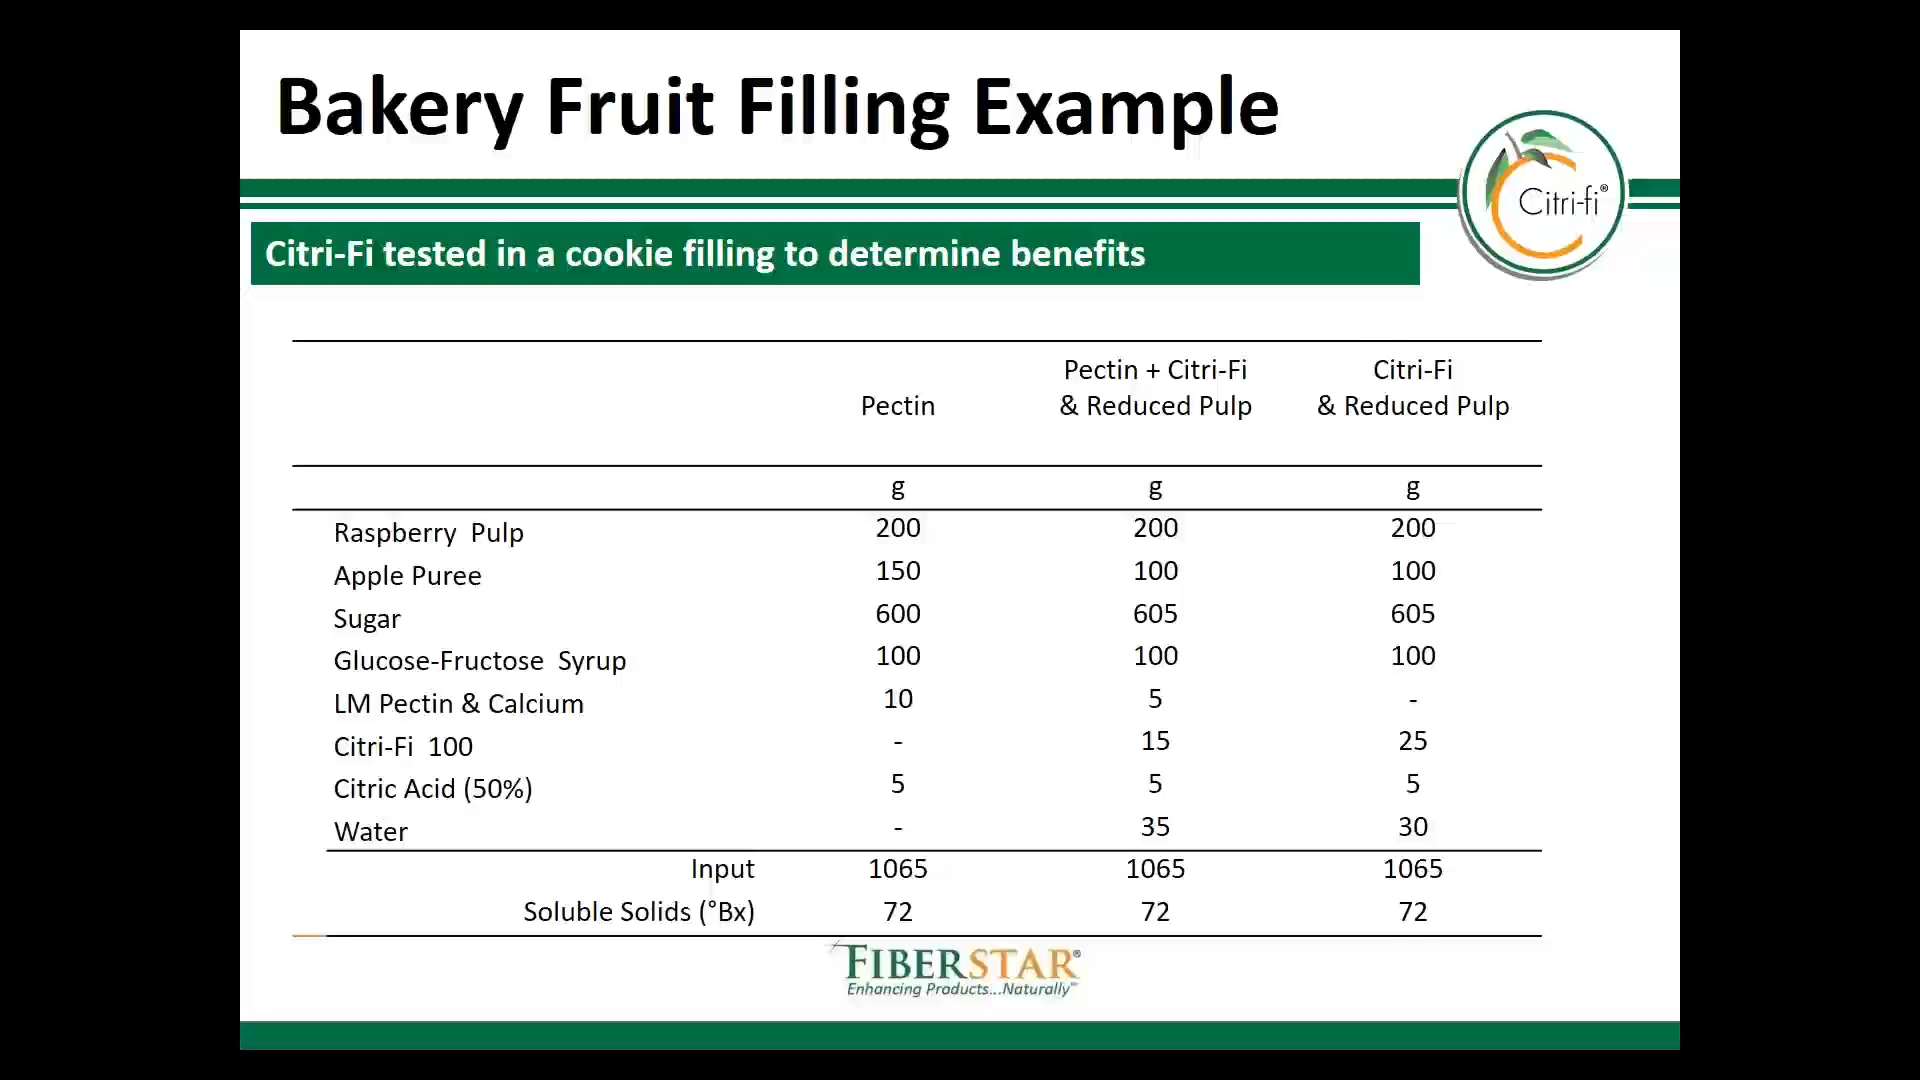 Bakery Fruit Filling Example
Citri-fi®
Citri-Fi tested in a cookie filling to determine benefits
Pectin + Citri-Fi Citri-Fi
Pectin & Reduced Pulp & Reduced Pulp
g g g
Raspberry Pulp 200 200 200
Apple Puree 150 100 100
Sugar 600 605 605
Glucose-Fructose Syrup 100 100 100
LM Pectin & Calcium 10 5 -
Citri-Fi 100 - 15 25
Citric Acid (50%) 5 5 5
Water - 35 30
Input 1065 1065 1065
Soluble Solids (°Bx) 72 72 72
FIBERSTAR®
Enhancing Products...Naturally℠